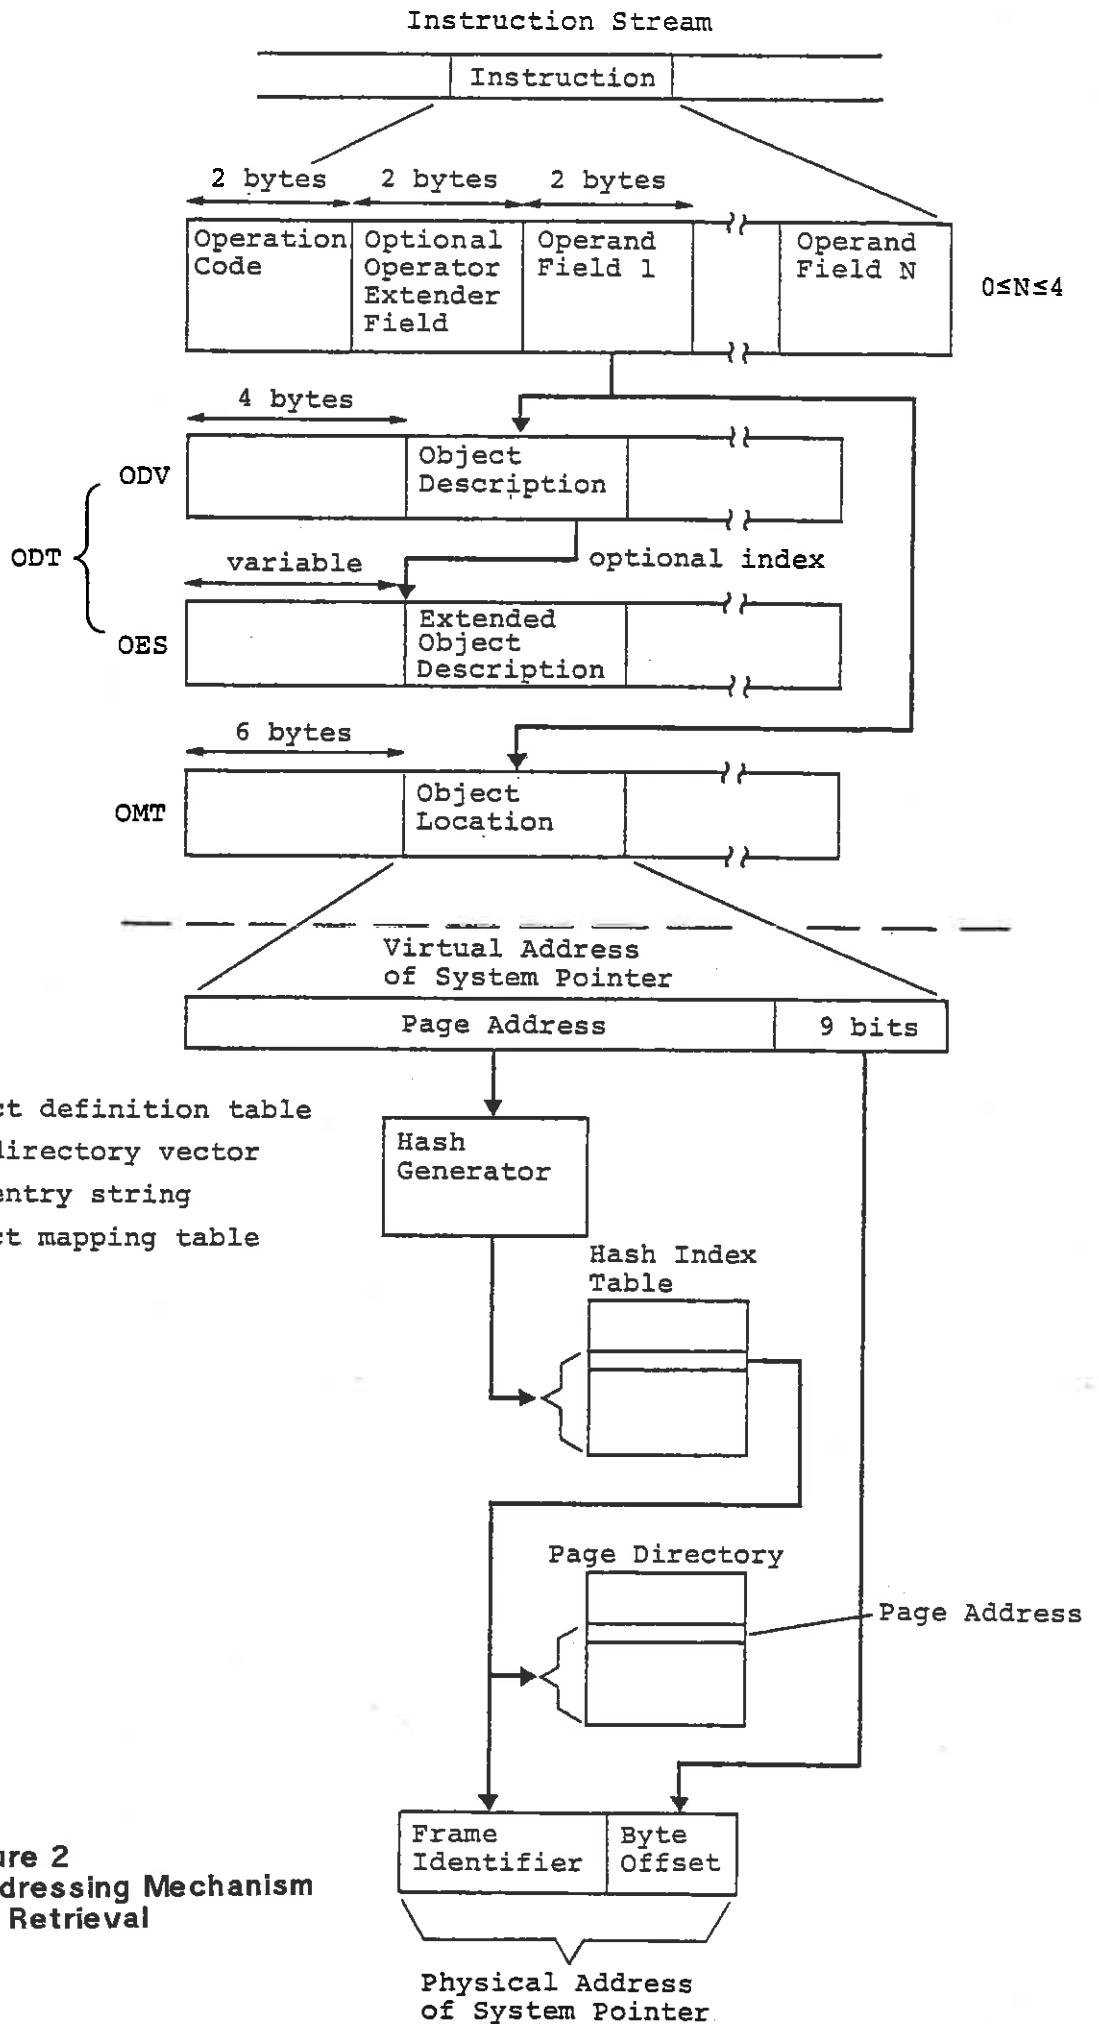 Instruction Stream
Instruction
2 bytes 2 bytes 2 bytes
Operation
Code
Optional
Operator
Extender
Field
Operand
Field 1
Operand
Field N
0≤N≤4
4 bytes
ODV
Object
Description
ODT
variable
optional index
OES
Extended
Object
Description
6 bytes
OMT
Object
Location
Virtual Address
of System Pointer
Page Address
9 bits
ct definition table
directory vector
entry string
ct mapping table
Hash
Generator
Hash Index
Table
Page Directory
Page Address
Frame
Identifier
Byte
Offset
ure 2
dressing Mechanism
Retrieval
Physical Address
of System Pointer